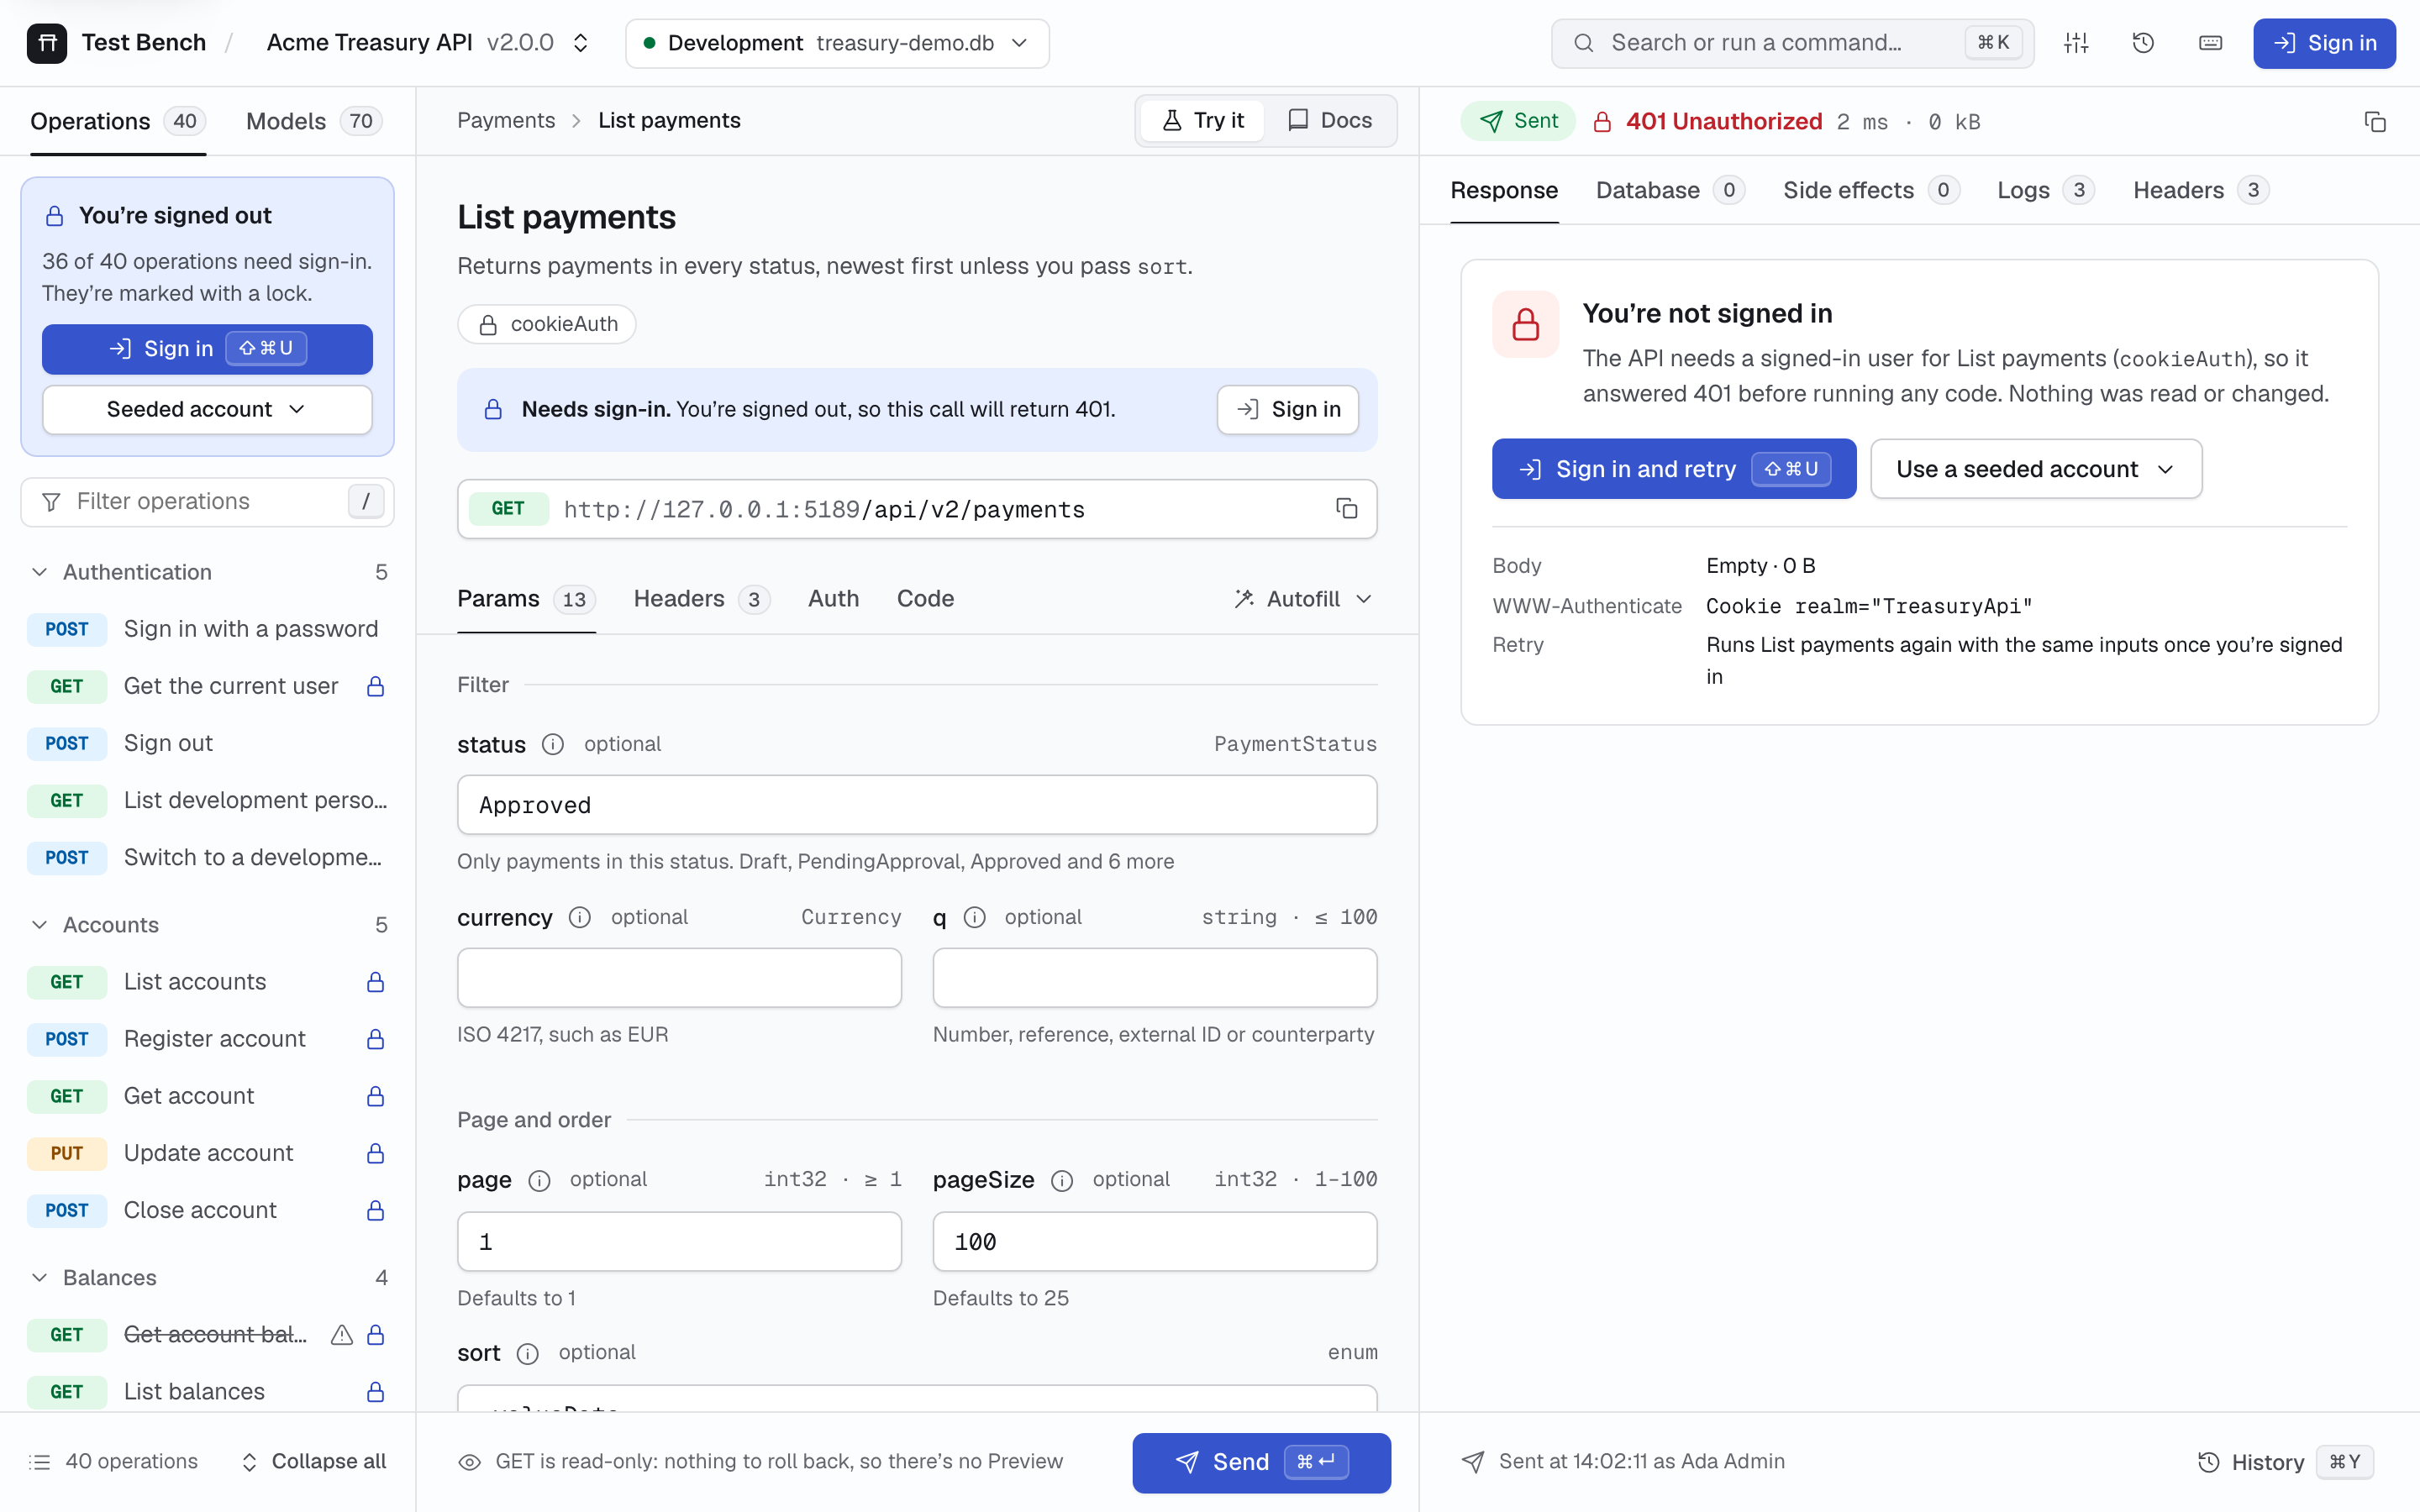 Test Bench / Acme Treasury API v2.0.0
Development treasury-demo.db
Search or run a command… ⌘K
Sign in
Operations 40 Models 70
You’re signed out
36 of 40 operations need sign-in.
They’re marked with a lock.
Sign in ⇧⌘U
Seeded account
Filter operations /
Authentication 5
POST Sign in with a password
GET Get the current user
POST Sign out
GET List development perso…
POST Switch to a developme…
Accounts 5
GET List accounts
POST Register account
GET Get account
PUT Update account
POST Close account
Balances 4
GET Get account bal…
GET List balances
40 operations Collapse all
Payments > List payments
Try it Docs
List payments
Returns payments in every status, newest first unless you pass sort.
cookieAuth
Needs sign-in. You’re signed out, so this call will return 401.
Sign in
GET http://127.0.0.1:5189/api/v2/payments
Params 13 Headers 3 Auth Code Autofill
Filter
status optional PaymentStatus
Approved
Only payments in this status. Draft, PendingApproval, Approved and 6 more
currency optional Currency
ISO 4217, such as EUR
q optional string · ≤ 100
Number, reference, external ID or counterparty
Page and order
page optional int32 · ≥ 1
1
Defaults to 1
pageSize optional int32 · 1–100
100
Defaults to 25
sort optional enum
GET is read-only: nothing to roll back, so there’s no Preview
Send ⌘↵
Sent 401 Unauthorized 2 ms · 0 kB
Response Database 0 Side effects 0 Logs 3 Headers 3
You’re not signed in
The API needs a signed-in user for List payments (cookieAuth), so it
answered 401 before running any code. Nothing was read or changed.
Sign in and retry ⇧⌘U
Use a seeded account
Body Empty · 0 B
WWW-Authenticate Cookie realm="TreasuryApi"
Retry Runs List payments again with the same inputs once you’re signed
in
Sent at 14:02:11 as Ada Admin
History ⌘Y